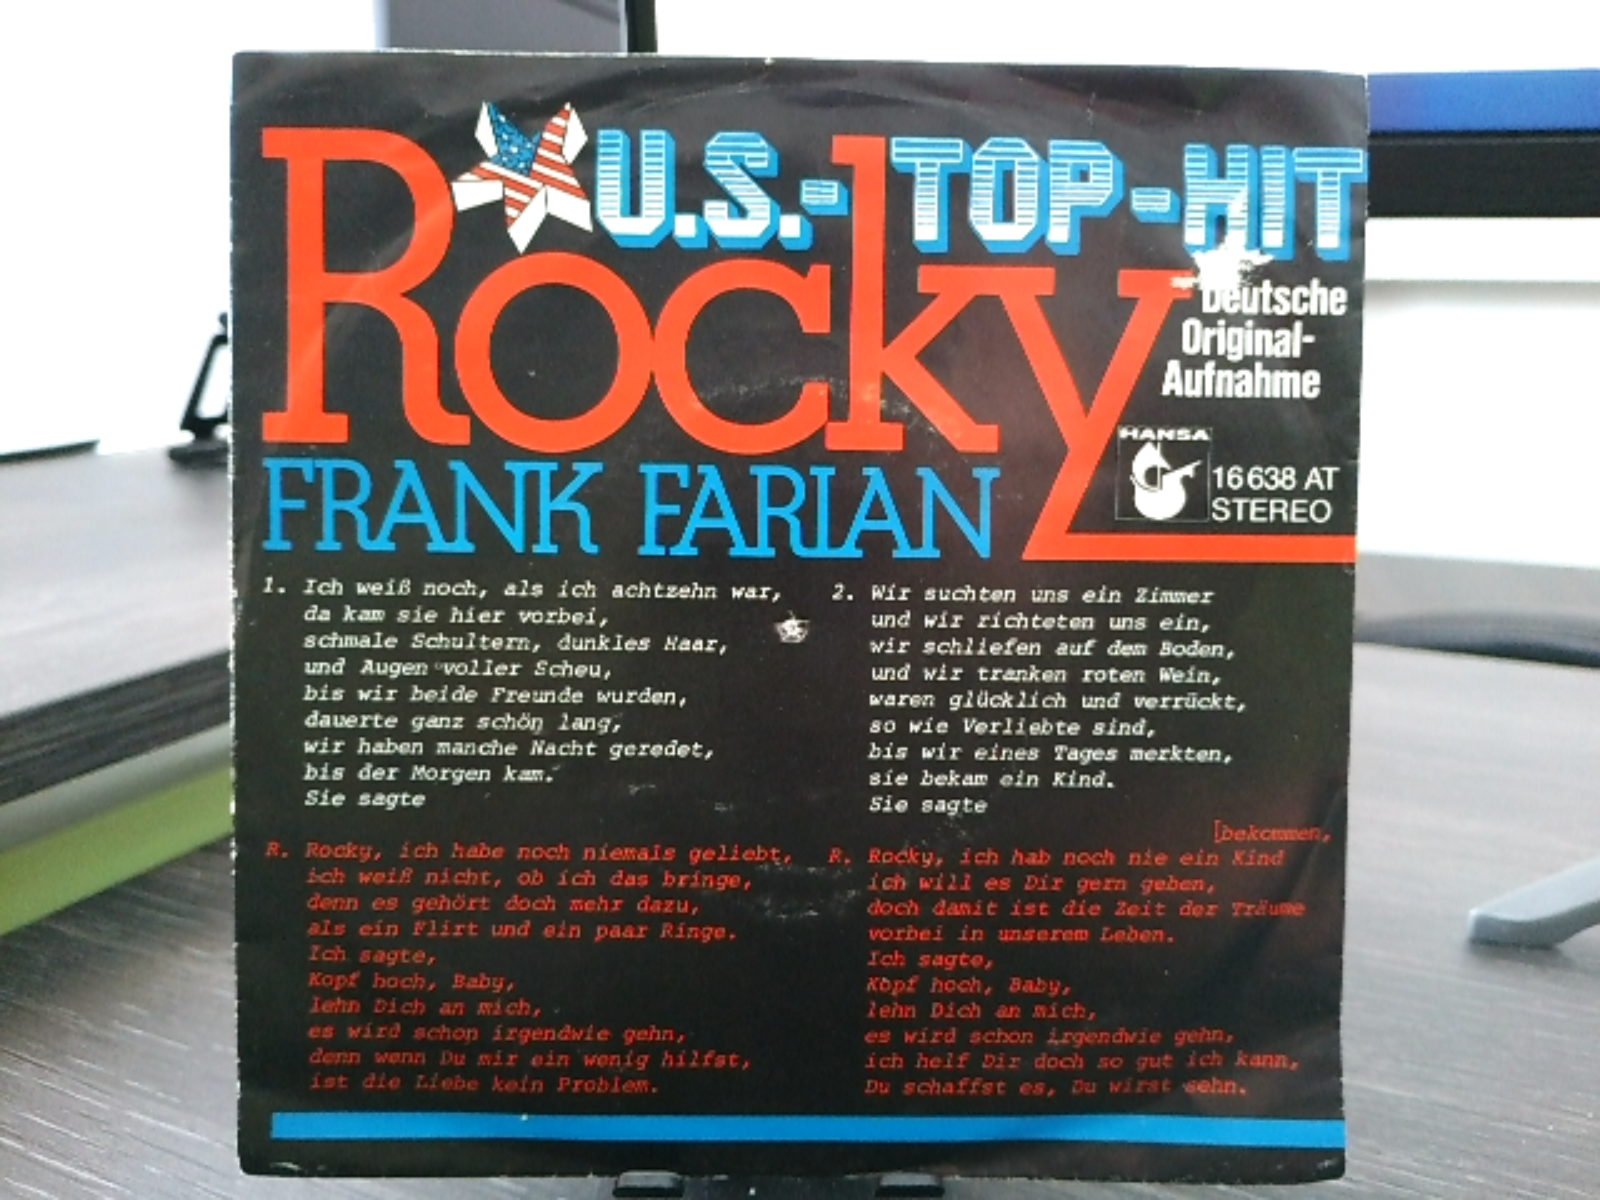 U.S.-TOP-HIT
Rocky
Deutsche
Original-
Aufnahme
FRANK FARIAN
HANSA
16 638 AT
STEREO
1. Ich weiß noch, als ich achtzehn war,
da kam sie hier vorbei,
schmale Schultern, dunkles Haar,
und Augen voller Scheu,
bis wir beide Freunde wurden,
dauerte ganz schön lang,
wir haben manche Nacht geredet,
bis der Morgen kam.
Sie sagte
R. Rocky, ich habe noch niemals geliebt,
ich weiß nicht, ob ich das bringe,
denn es gehört doch mehr dazu,
als ein Flirt und ein paar Ringe.
Ich sagte,
Kopf hoch, Baby,
lehn Dich an mich,
es wird schon irgendwie gehn,
denn wenn Du mir ein wenig hilfst,
ist die Liebe kein Problem.
2. Wir suchten uns ein Zimmer
und wir richteten uns ein,
wir schliefen auf dem Boden,
und wir tranken roten Wein,
waren glücklich und verrückt,
so wie Verliebte sind,
bis wir eines Tages merkten,
sie bekam ein Kind.
Sie sagte
[bekommen,
R. Rocky, ich hab noch nie ein Kind
ich will es Dir gern geben,
doch damit ist die Zeit der Träume
vorbei in unserem Leben.
Ich sagte,
Kopf hoch, Baby,
lehn Dich an mich,
es wird schon irgendwie gehn,
ich helf Dir doch so gut ich kann,
Du schaffst es, Du wirst sehn.